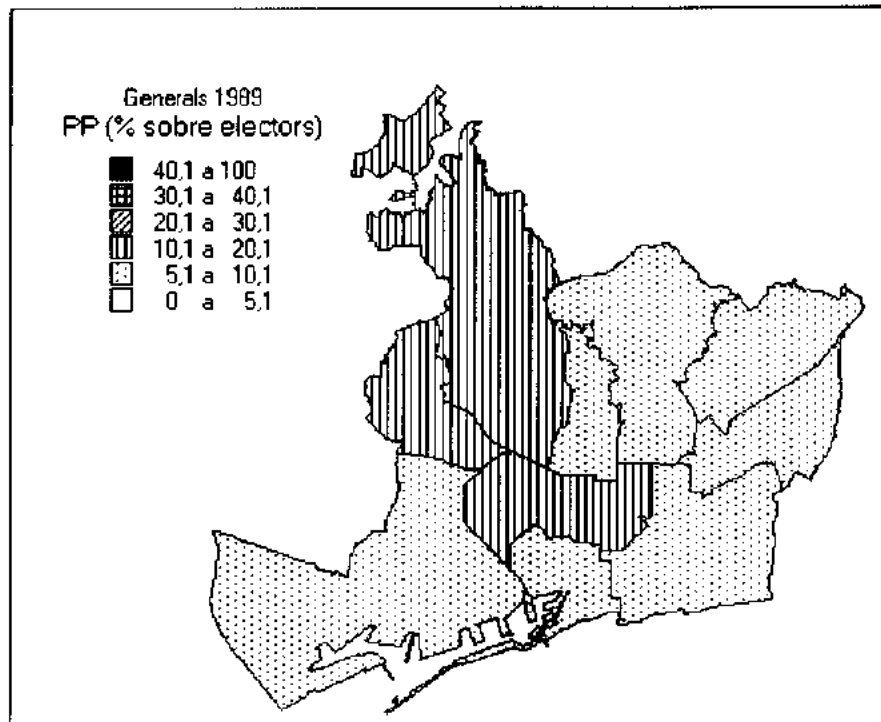 Generals 1989
PP (% sobre electors)
40,1 a 100
30,1 a 40,1
20,1 a 30,1
10,1 a 20,1
5,1 a 10,1
0 a 5,1